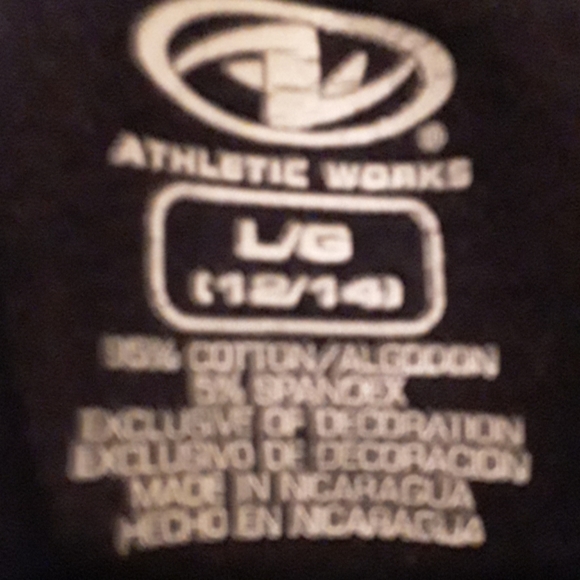 ®
ATHLETIC WORKS
L/G
(12/14)
95% COTTON/ALGODON
5% SPANDEX
EXCLUSIVE OF DECORATION
EXCLUSIVO DE DECORACION
MADE IN NICARAGUA
HECHO EN NICARAGUA